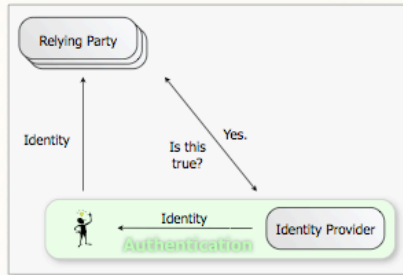 Relying Party
Identity
Is this
true?
Yes.
Identity
Identity Provider
Authentication